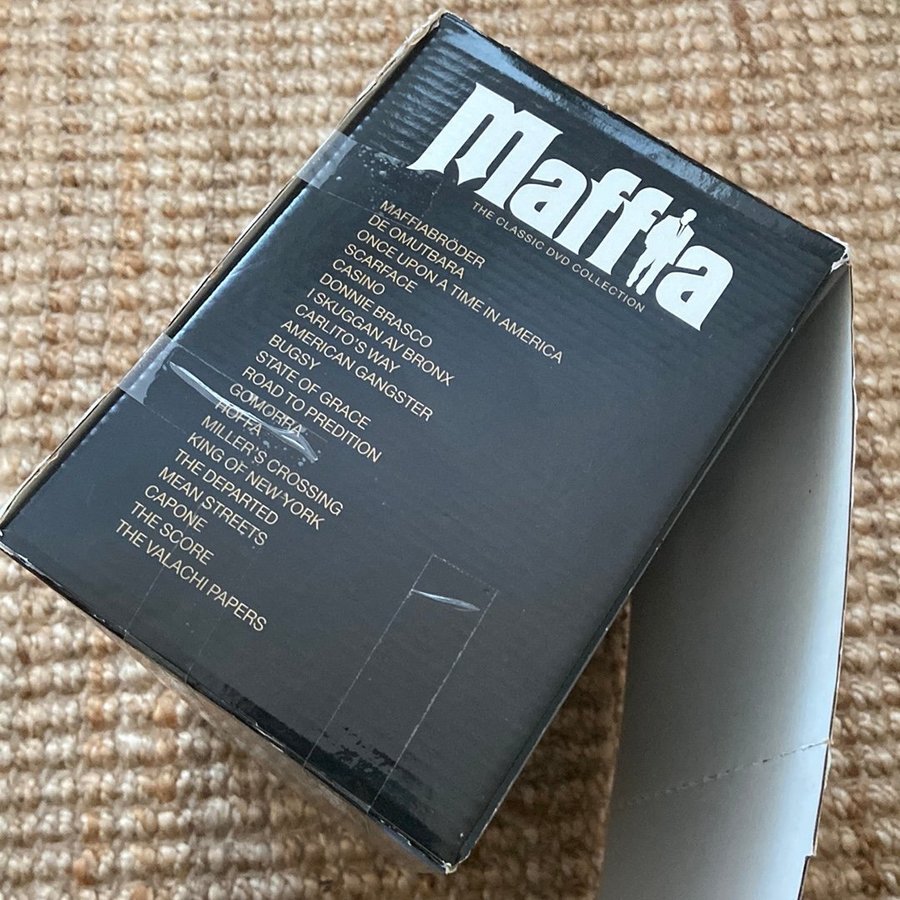 Maffia
THE CLASSIC DVD COLLECTION
MAFFIABRÖDER
DE OMUTBARA
ONCE UPON A TIME IN AMERICA
SCARFACE
CASINO
DONNIE BRASCO
I SKUGGAN AV BRONX
CARLITO'S WAY
AMERICAN GANGSTER
BUGSY
STATE OF GRACE
ROAD TO PREDITION
GOMORRA
HOFFA
MILLER'S CROSSING
KING OF NEW YORK
THE DEPARTED
MEAN STREETS
CAPONE
THE SCORE
THE VALACHI PAPERS